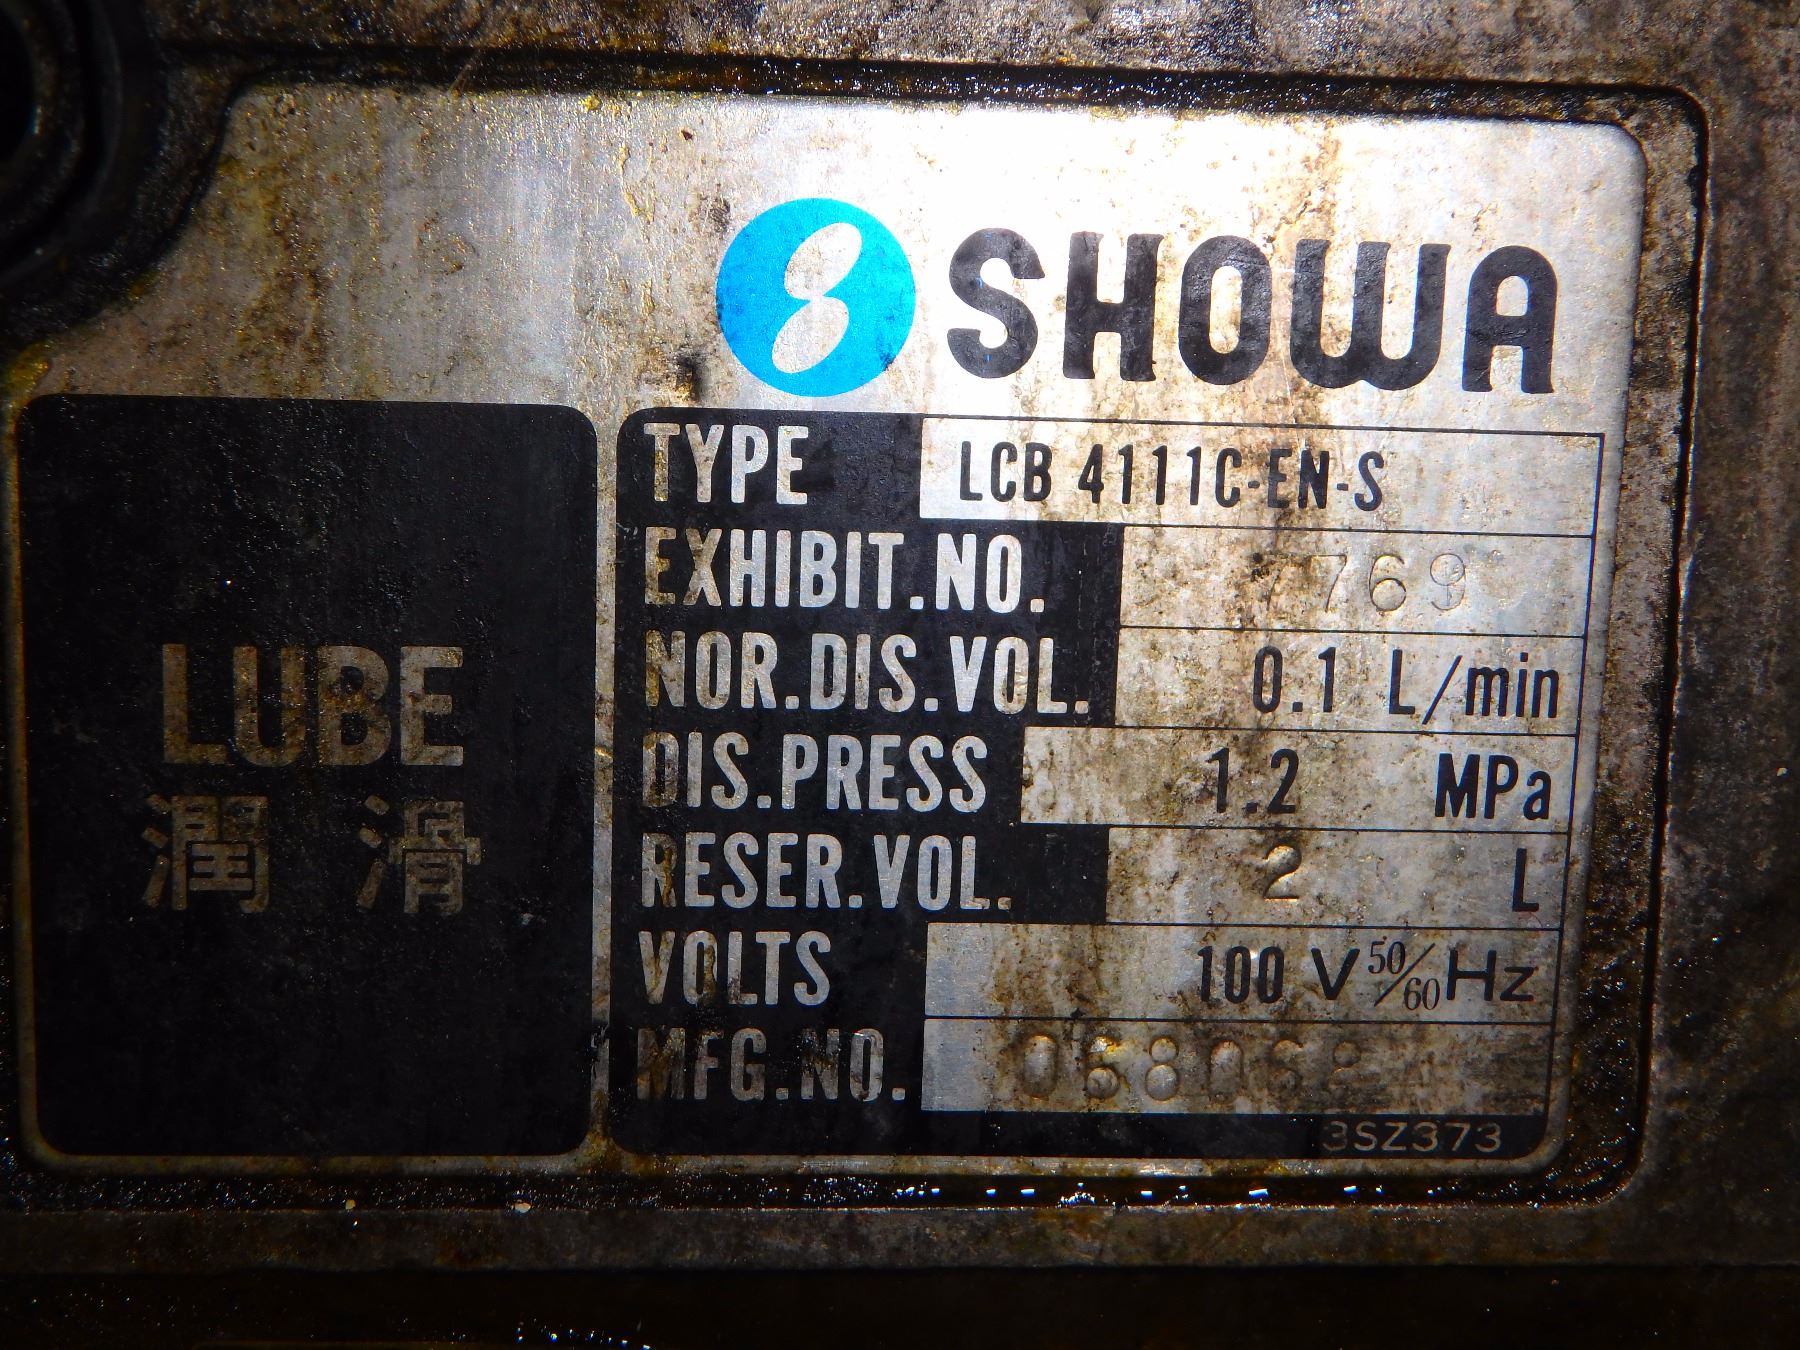 SHOWA
LUBE
潤滑
TYPE LCB 4111C-EN-S
EXHIBIT.NO. 7769
NOR.DIS.VOL. 0.1 L/min
DIS.PRESS 1.2 MPa
RESER.VOL. 2 L
VOLTS 100 V 50/60 Hz
MFG.NO.
3SZ373